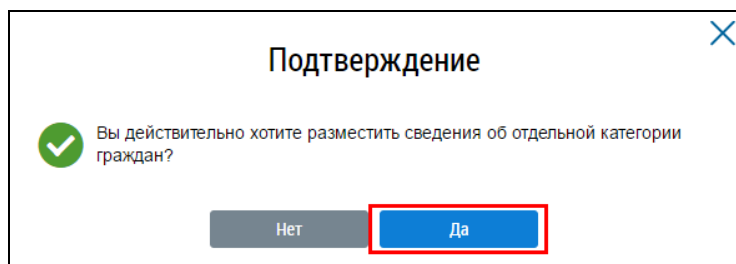 Подтверждение
Вы действительно хотите разместить сведения об отдельной категории
граждан?
Нет
Да